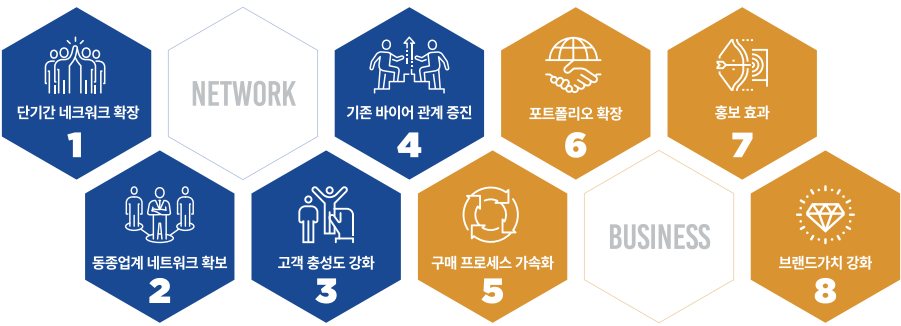 단기간 네크워크 확장
1
NETWORK
기존 바이어 관계 증진
4
포트폴리오 확장
6
홍보 효과
7
동종업계 네트워크 확보
2
고객 충성도 강화
3
구매 프로세스 가속화
5
BUSINESS
브랜드가치 강화
8